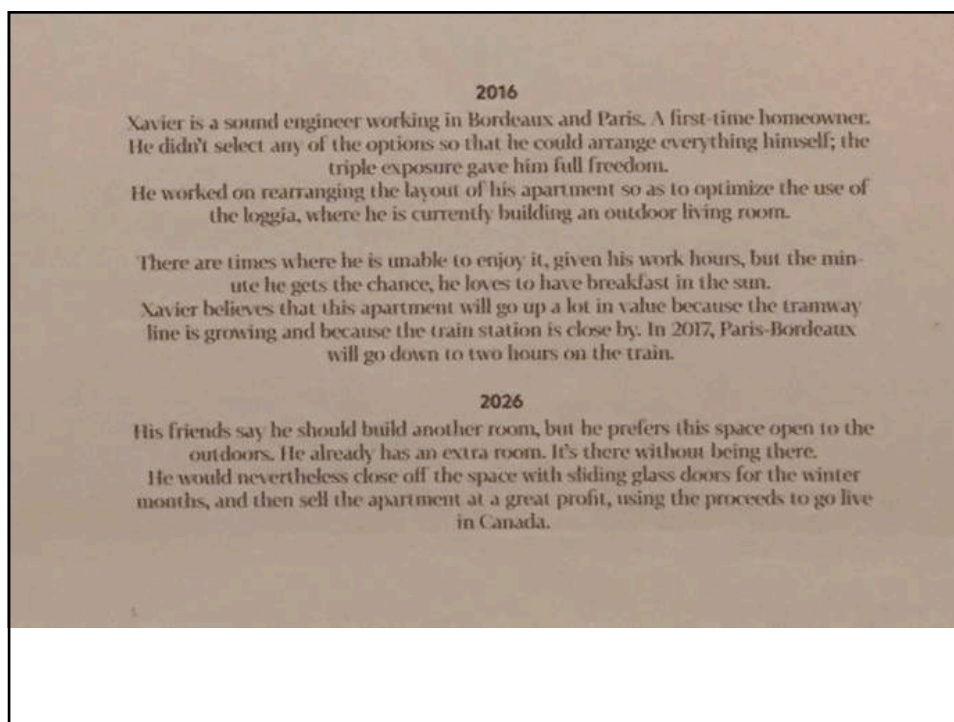 2016
Xavier is a sound engineer working in Bordeaux and Paris. A first-time homeowner.
He didn't select any of the options so that he could arrange everything himself; the
triple exposure gave him full freedom.
He worked on rearranging the layout of his apartment so as to optimize the use of
the loggia, where he is currently building an outdoor living room.
There are times where he is unable to enjoy it, given his work hours, but the min-
ute he gets the chance, he loves to have breakfast in the sun.
Xavier believes that this apartment will go up a lot in value because the tramway
line is growing and because the train station is close by. In 2017, Paris-Bordeaux
will go down to two hours on the train.
2026
His friends say he should build another room, but he prefers this space open to the
outdoors. He already has an extra room. It's there without being there.
He would nevertheless close off the space with sliding glass doors for the winter
months, and then sell the apartment at a great profit, using the proceeds to go live
in Canada.